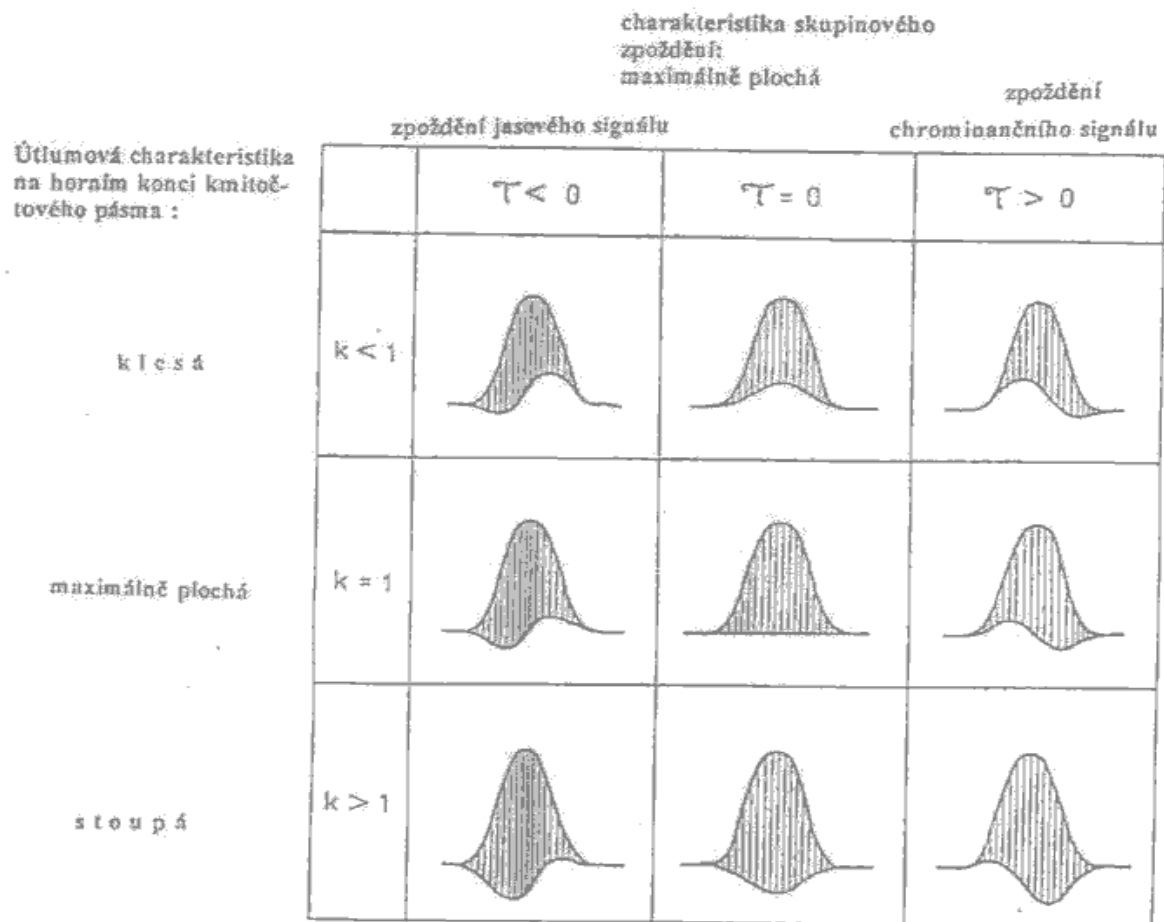 charakteristika skupinového
zpoždění:
maximálně plochá
zpoždění jasového signálu
zpoždění
chrominančního signálu
Útlumová charakteristika
na horním konci kmitoč-
tového pásma :
τ < 0
τ = 0
τ > 0
klesá
k < 1
maximálně plochá
k = 1
stoupá
k > 1